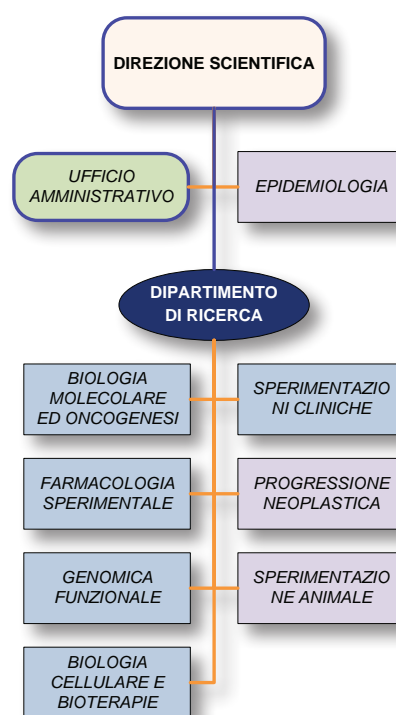 DIREZIONE SCIENTIFICA
UFFICIO
AMMINISTRATIVO
EPIDEMIOLOGIA
DIPARTIMENTO
DI RICERCA
BIOLOGIA
MOLECOLARE
ED ONCOGENESI
SPERIMENTAZIO
NI CLINICHE
FARMACOLOGIA
SPERIMENTALE
PROGRESSIONE
NEOPLASTICA
GENOMICA
FUNZIONALE
SPERIMENTAZIO
NE ANIMALE
BIOLOGIA
CELLULARE E
BIOTERAPIE